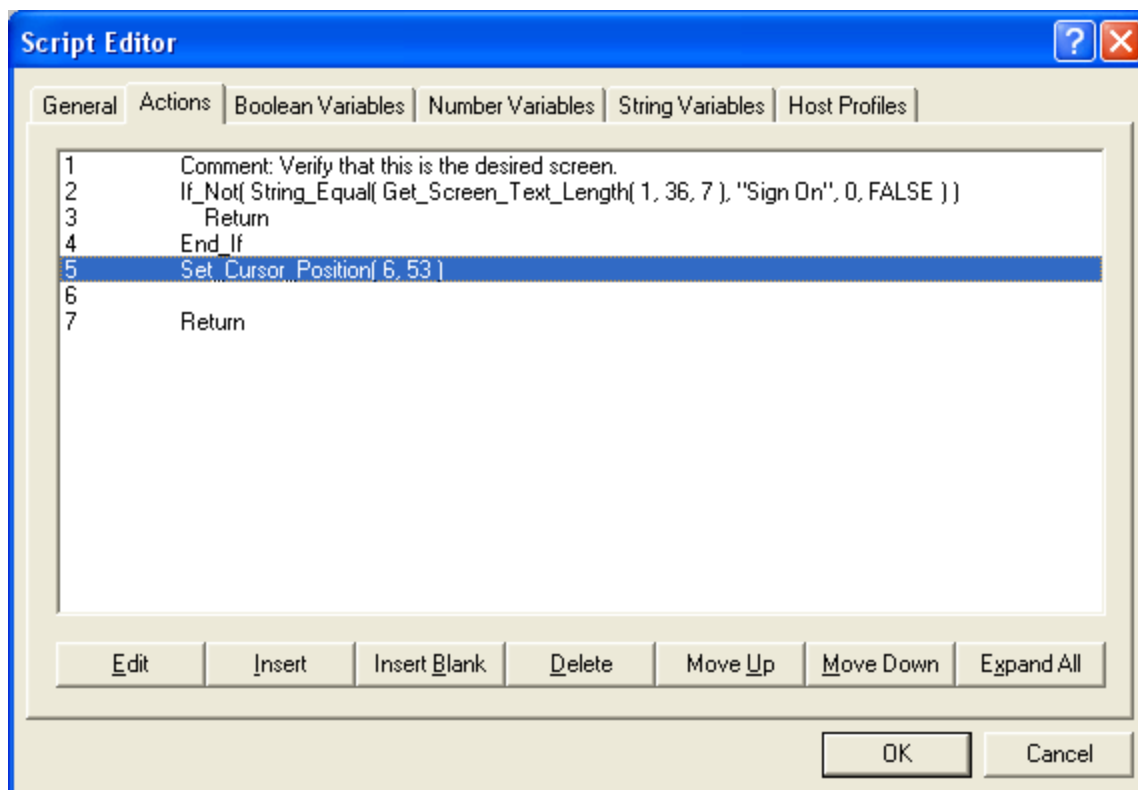 Script Editor
General Actions Boolean Variables Number Variables String Variables Host Profiles
1 Comment: Verify that this is the desired screen.
2 If_Not( String_Equal( Get_Screen_Text_Length( 1, 36, 7 ), "Sign On", 0, FALSE ) )
3 Return
4 End_If
5 Set_Cursor_Position( 6, 53 )
6
7 Return
Edit Insert Insert Blank Delete Move Up Move Down Expand All
OK Cancel